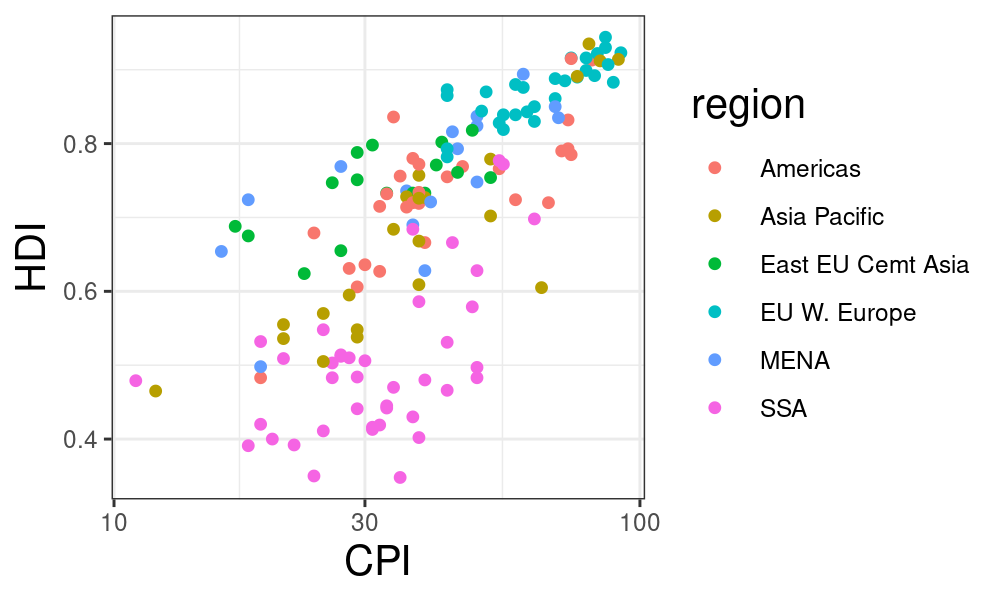 HDI
0.8
0.6
0.4
10
30
100
CPI
region
Americas
Asia Pacific
East EU Cemt Asia
EU W. Europe
MENA
SSA